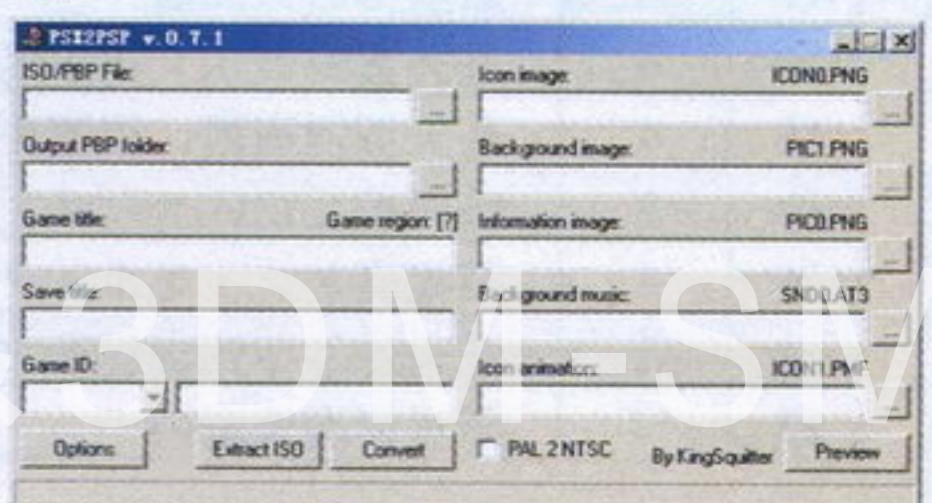 PSX2PSP v.0.7.1
ISO/PBP File:
Icon image: ICON0.PNG
...
...
Output PBP folder:
Background image: PIC1.PNG
...
...
Game title: Game region: [?]
Information image: PIC0.PNG
...
Save title:
Background music: SND0.AT3
...
Game ID:
Icon animation: ICON1.PMF
...
Options Extract ISO Convert PAL 2 NTSC By KingSquitter Preview
3DM-SM